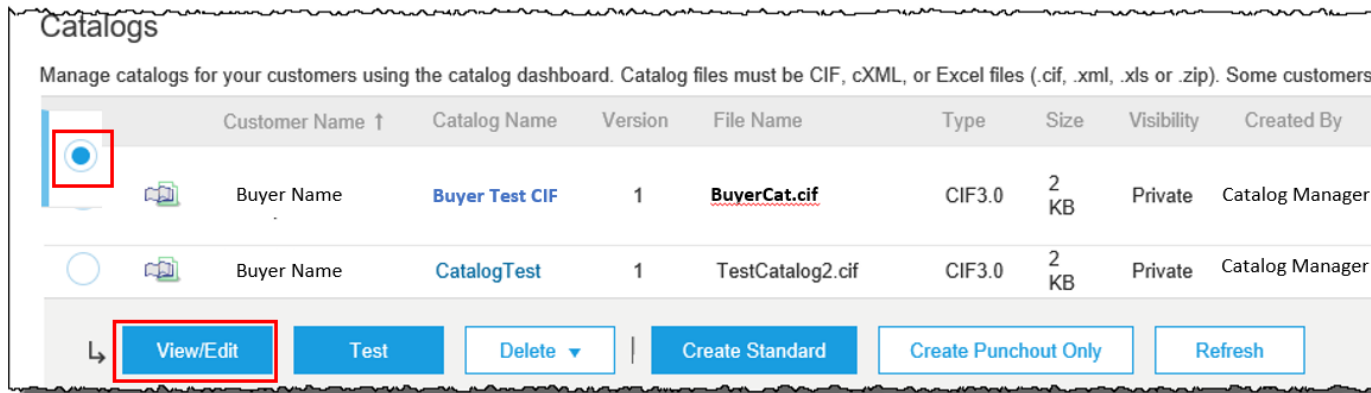 Catalogs
Manage catalogs for your customers using the catalog dashboard. Catalog files must be CIF, cXML, or Excel files (.cif, .xml, .xls or .zip). Some customers
Customer Name ↑ Catalog Name Version File Name Type Size Visibility Created By
Buyer Name Buyer Test CIF 1 BuyerCat.cif CIF3.0 2 KB Private Catalog Manager
Buyer Name CatalogTest 1 TestCatalog2.cif CIF3.0 2 KB Private Catalog Manager
View/Edit Test Delete ▼ | Create Standard Create Punchout Only Refresh